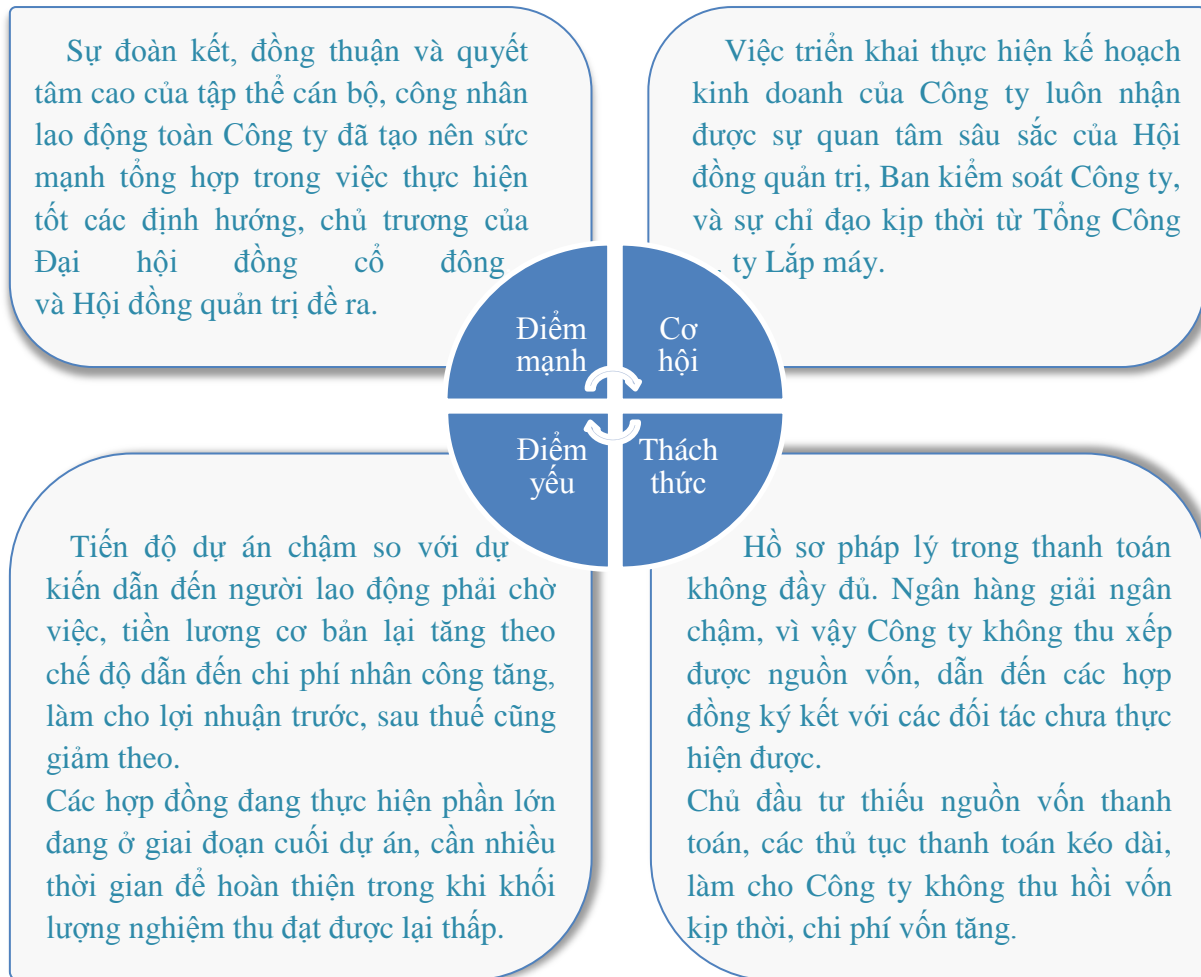 Sự đoàn kết, đồng thuận và quyết
tâm cao của tập thể cán bộ, công nhân
lao động toàn Công ty đã tạo nên sức
mạnh tổng hợp trong việc thực hiện
tốt các định hướng, chủ trương của
Đại hội đồng cổ đông
và Hội đồng quản trị đề ra.
Việc triển khai thực hiện kế hoạch
kinh doanh của Công ty luôn nhận
được sự quan tâm sâu sắc của Hội
đồng quản trị, Ban kiểm soát Công ty,
và sự chỉ đạo kịp thời từ Tổng Công
ty Lắp máy.
Điểm
mạnh
Cơ
hội
Điểm
yếu
Thách
thức
Tiến độ dự án chậm so với dự
kiến dẫn đến người lao động phải chờ
việc, tiền lương cơ bản lại tăng theo
chế độ dẫn đến chi phí nhân công tăng,
làm cho lợi nhuận trước, sau thuế cũng
giảm theo.
Các hợp đồng đang thực hiện phần lớn
đang ở giai đoạn cuối dự án, cần nhiều
thời gian để hoàn thiện trong khi khối
lượng nghiệm thu đạt được lại thấp.
Hồ sơ pháp lý trong thanh toán
không đầy đủ. Ngân hàng giải ngân
chậm, vì vậy Công ty không thu xếp
được nguồn vốn, dẫn đến các hợp
đồng ký kết với các đối tác chưa thực
hiện được.
Chủ đầu tư thiếu nguồn vốn thanh
toán, các thủ tục thanh toán kéo dài,
làm cho Công ty không thu hồi vốn
kịp thời, chi phí vốn tăng.